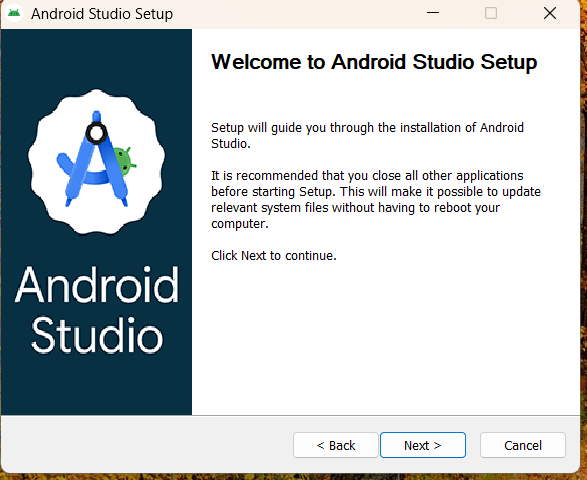 Android Studio Setup
Welcome to Android Studio Setup
Setup will guide you through the installation of Android
Studio.
It is recommended that you close all other applications
before starting Setup. This will make it possible to update
relevant system files without having to reboot your
computer.
Click Next to continue.
Android
Studio
< Back
Next >
Cancel